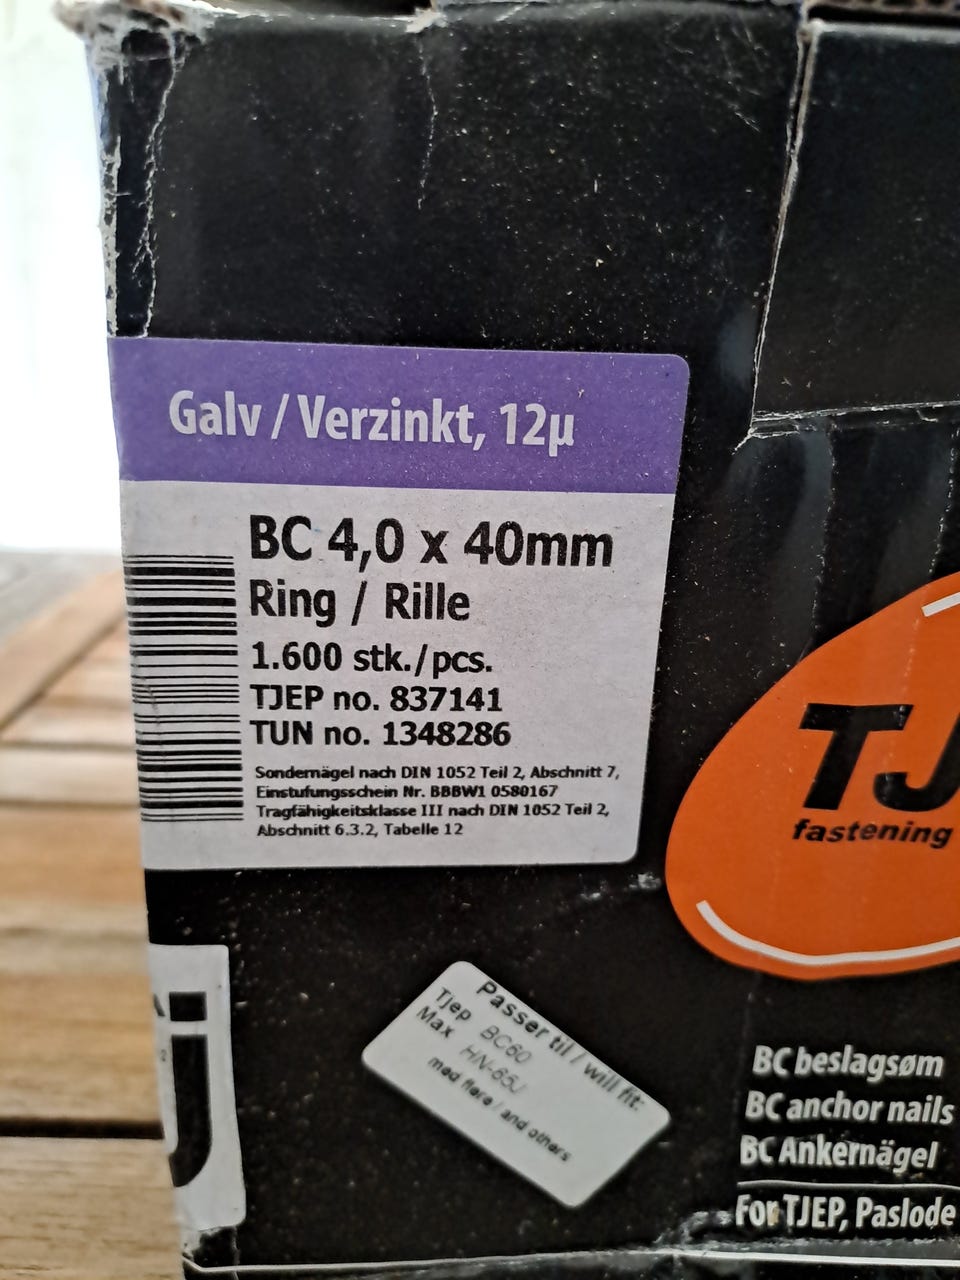 Galv / Verzinkt, 12µ
BC 4,0 x 40mm
Ring / Rille
1.600 stk./pcs.
TJEP no. 837141
TUN no. 1348286
Sondernägel nach DIN 1052 Teil 2, Abschnitt 7,
Einstufungsschein Nr. BBBW1 0580167
Tragfähigkeitsklasse III nach DIN 1052 Teil 2,
Abschnitt 6.3.2, Tabelle 12
TJ
fastening
Passer til / will fit:
Tjep BC60
Max HN-65J
med flere / and others
j
BC beslagsøm
BC anchor nails
BC Ankernägel
For TJEP, Paslode